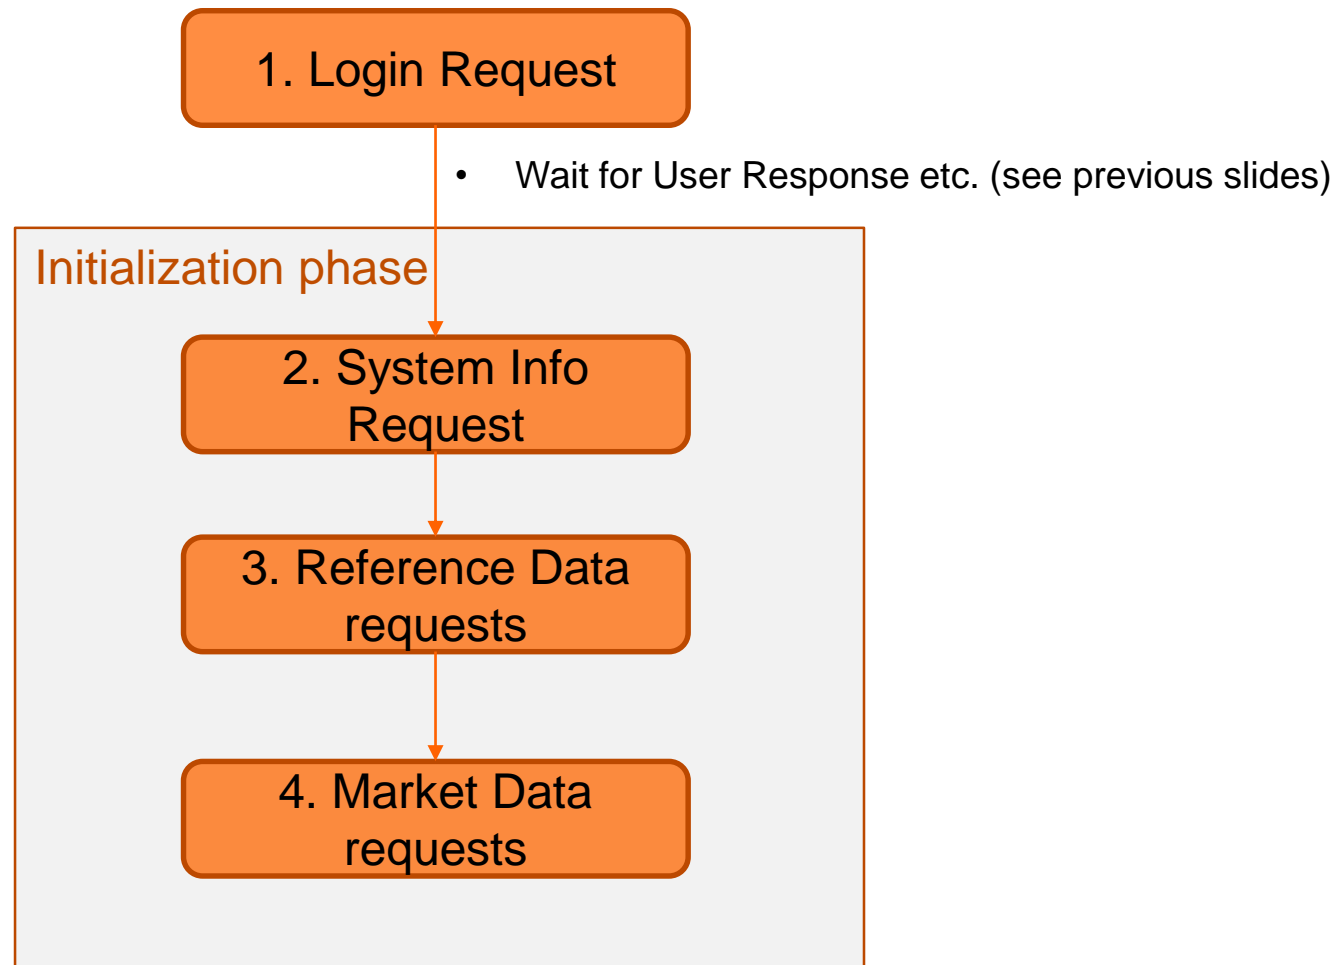 1. Login Request
• Wait for User Response etc. (see previous slides)
Initialization phase
2. System Info
Request
3. Reference Data
requests
4. Market Data
requests